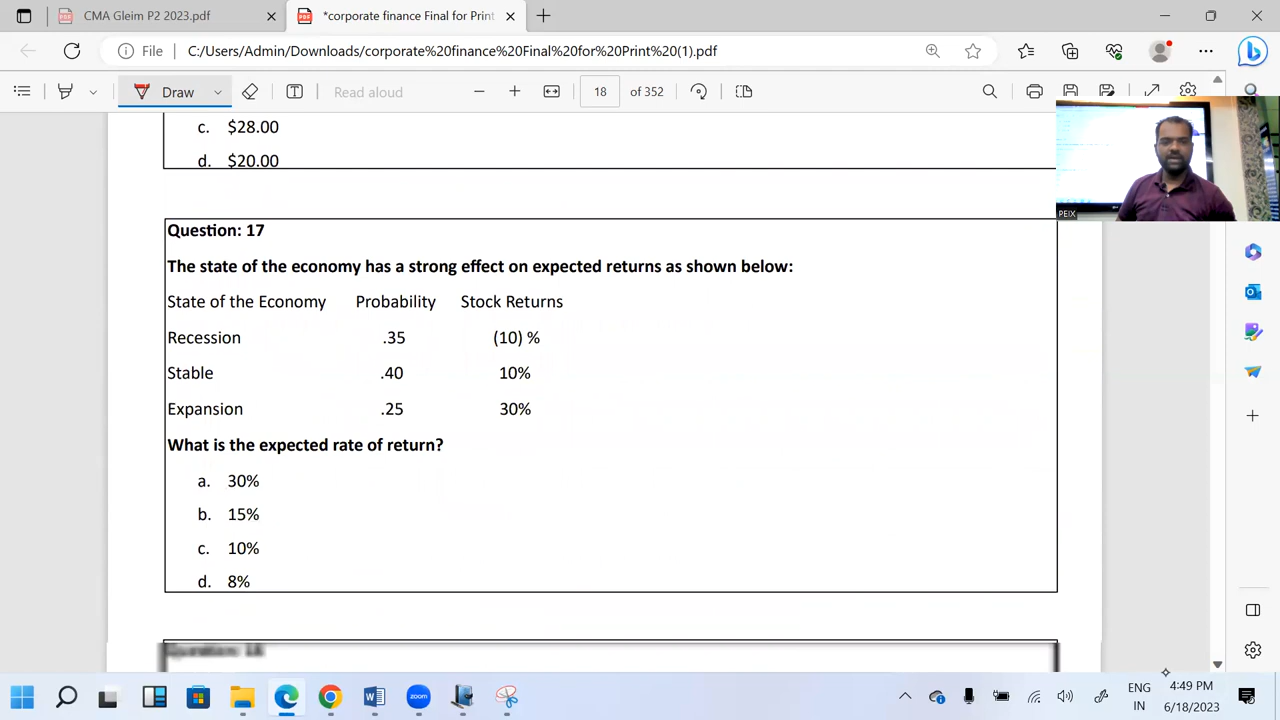 CMA Gleim P2 2023.pdf
*corporate finance Final for Print
File C:/Users/Admin/Downloads/corporate%20finance%20Final%20for%20Print%20(1).pdf
Draw
Read aloud
18 of 352
c. $28.00
d. $20.00
PEIX
Question: 17
The state of the economy has a strong effect on expected returns as shown below:
State of the Economy Probability Stock Returns
Recession .35 (10) %
Stable .40 10%
Expansion .25 30%
What is the expected rate of return?
a. 30%
b. 15%
c. 10%
d. 8%
Question: 18
zoom
ENG
IN
4:49 PM
6/18/2023